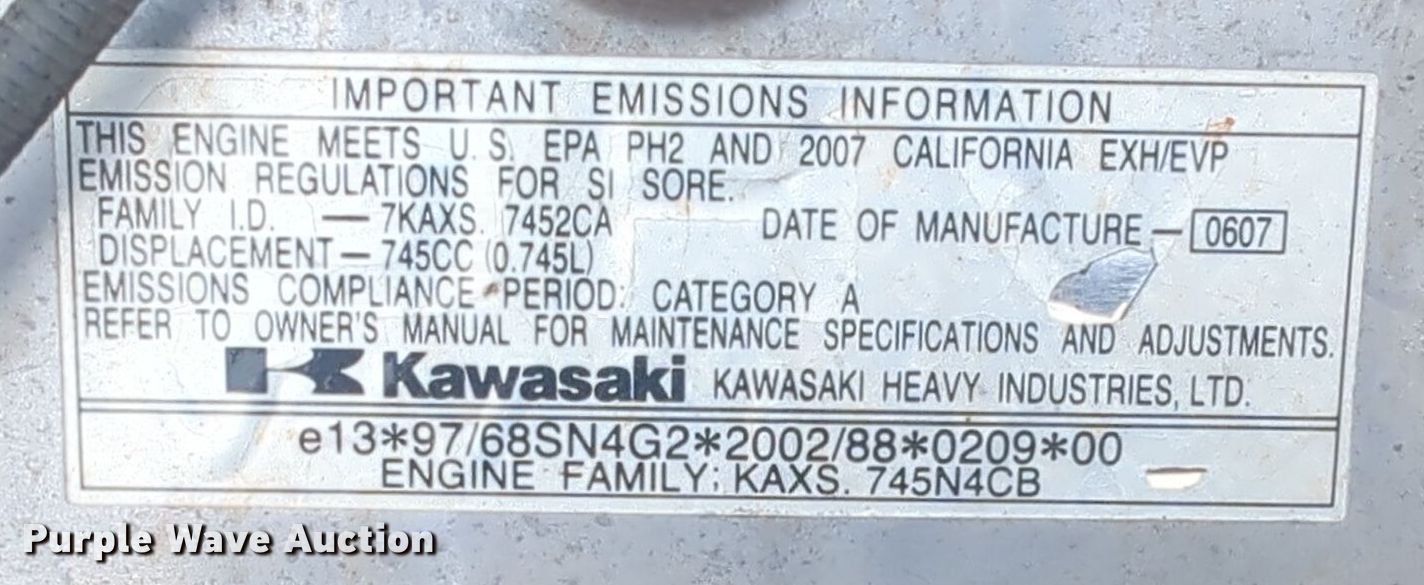 IMPORTANT EMISSIONS INFORMATION
THIS ENGINE MEETS U.S. EPA PH2 AND 2007 CALIFORNIA EXH/EVP
EMISSION REGULATIONS FOR SI SORE.
FAMILY I.D. — 7KAXS. 7452CA DATE OF MANUFACTURE — 0607
DISPLACEMENT — 745CC (0.745L)
EMISSIONS COMPLIANCE PERIOD: CATEGORY A
REFER TO OWNER'S MANUAL FOR MAINTENANCE SPECIFICATIONS AND ADJUSTMENTS.
Kawasaki KAWASAKI HEAVY INDUSTRIES, LTD.
e13*97/68SN4G2*2002/88*0209*00
ENGINE FAMILY: KAXS. 745N4CB
Purple Wave Auction